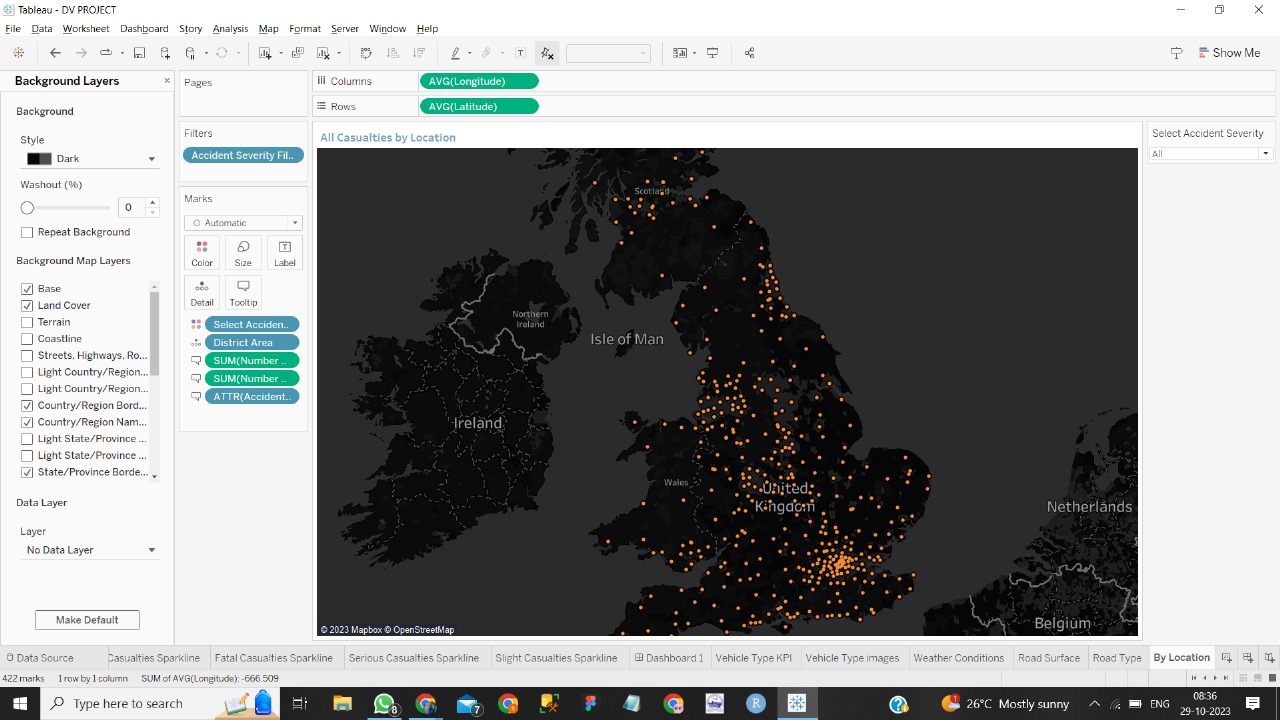 Tableau - DV PROJECT
File Data Worksheet Dashboard Story Analysis Map Format Server Window Help
Show Me
Background Layers
Background
Style
Dark
Washout (%)
0
Repeat Background
Background Map Layers
Base
Land Cover
Terrain
Coastline
Streets, Highways, Ro...
Light Country/Region...
Light Country/Region...
Country/Region Bord...
Country/Region Nam...
Light State/Province ...
Light State/Province ...
State/Province Borde...
Data Layer
Layer
No Data Layer
Make Default
Pages
Filters
Accident Severity Fil..
Marks
Automatic
Color Size Label
Detail Tooltip
Select Acciden..
District Area
SUM(Number ..
SUM(Number ..
ATTR(Accident..
Columns AVG(Longitude)
Rows AVG(Latitude)
All Casualties by Location
Scotland
Northern
Ireland
Isle of Man
Ireland
Wales
United
Kingdom
Netherlands
Belgium
© 2023 Mapbox © OpenStreetMap
Select Accident Severity
All
Data Source Casualties Sparkline Fatal Casualties Sparkline Serious Casualties Sparkline Slight Casualties Sparkline Dashboard 1 Vehicle Type KPI Vehicle Type images Weather Conditions Road Surface Road Type By Location
422 marks 1 row by 1 column SUM of AVG(Longitude): -666.509
Type here to search
8
7
1
26°C Mostly sunny
ENG
08:36
29-10-2023